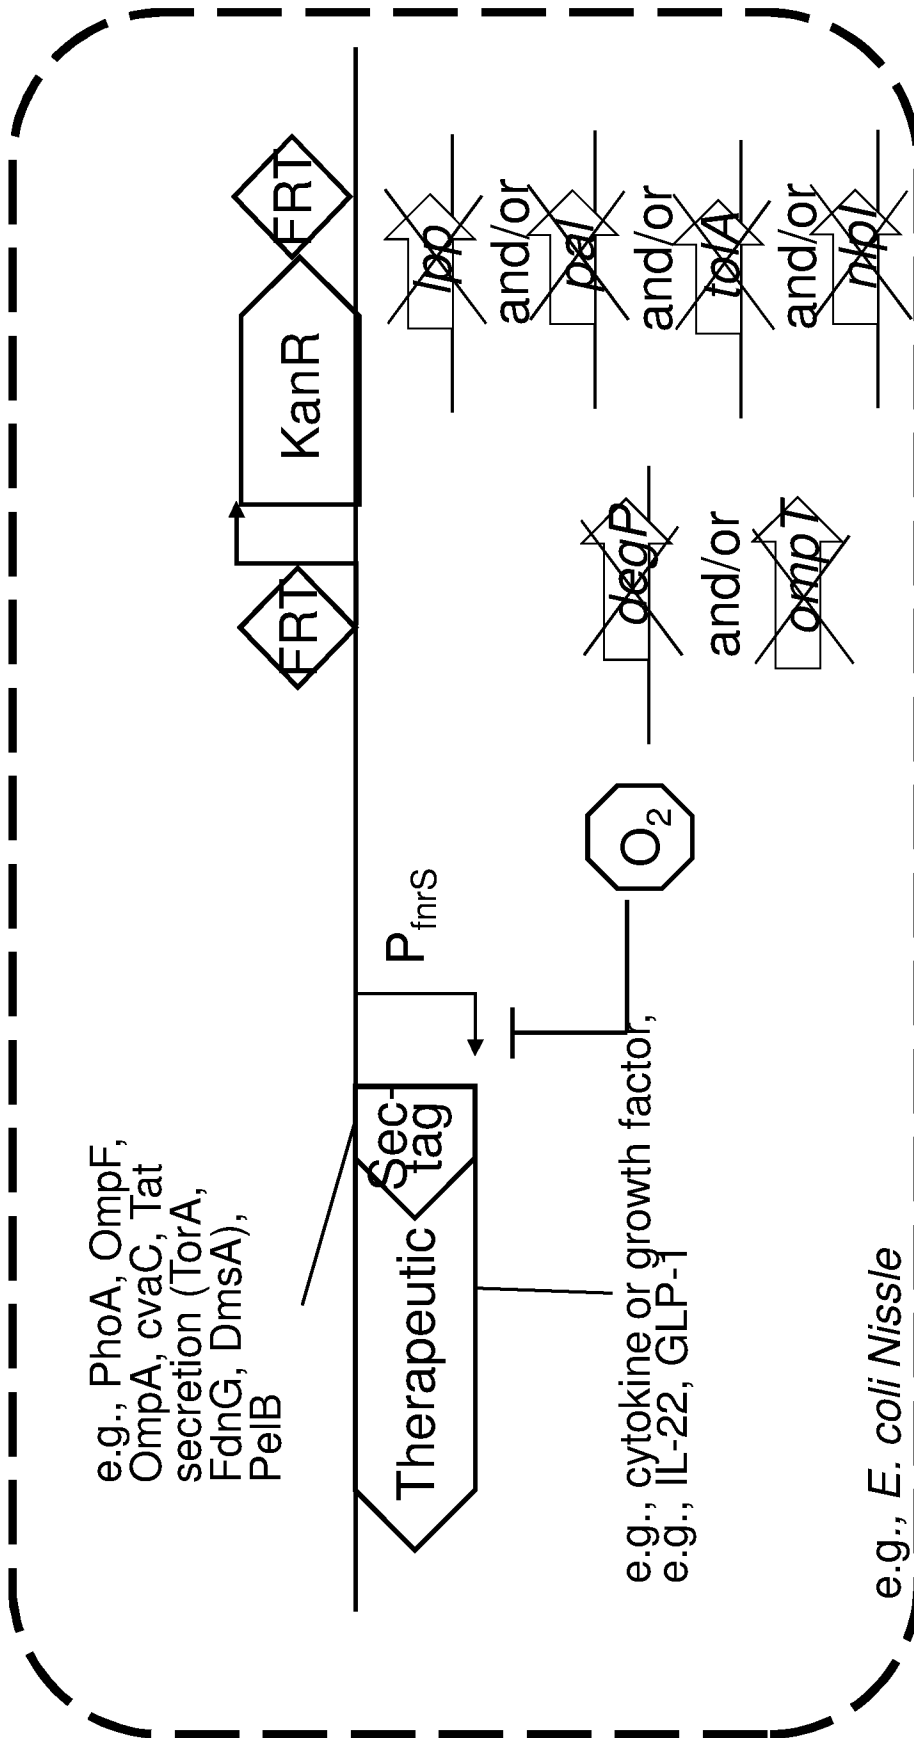 e.g., PhoA, OmpF,
OmpA, cvaC, Tat
secretion (TorA,
FdnG, DmsA),
PelB
FRT
KanR
FRT
Therapeutic
Sec-
tag
PfnrS
O2
e.g., cytokine or growth factor,
e.g., IL-22, GLP-1
degP
and/or
ompT
lpp
and/or
pal
and/or
tolA
and/or
nlpI
e.g., E. coli Nissle